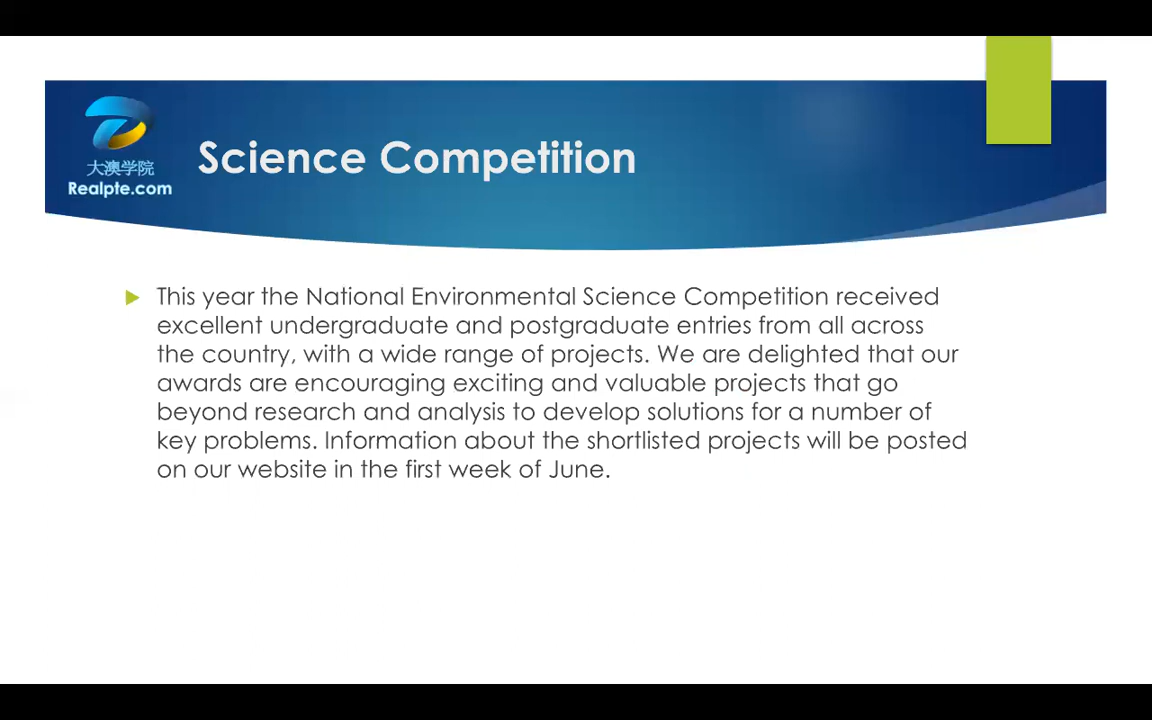 大澳学院
Realpte.com
Science Competition
This year the National Environmental Science Competition received
excellent undergraduate and postgraduate entries from all across
the country, with a wide range of projects. We are delighted that our
awards are encouraging exciting and valuable projects that go
beyond research and analysis to develop solutions for a number of
key problems. Information about the shortlisted projects will be posted
on our website in the first week of June.